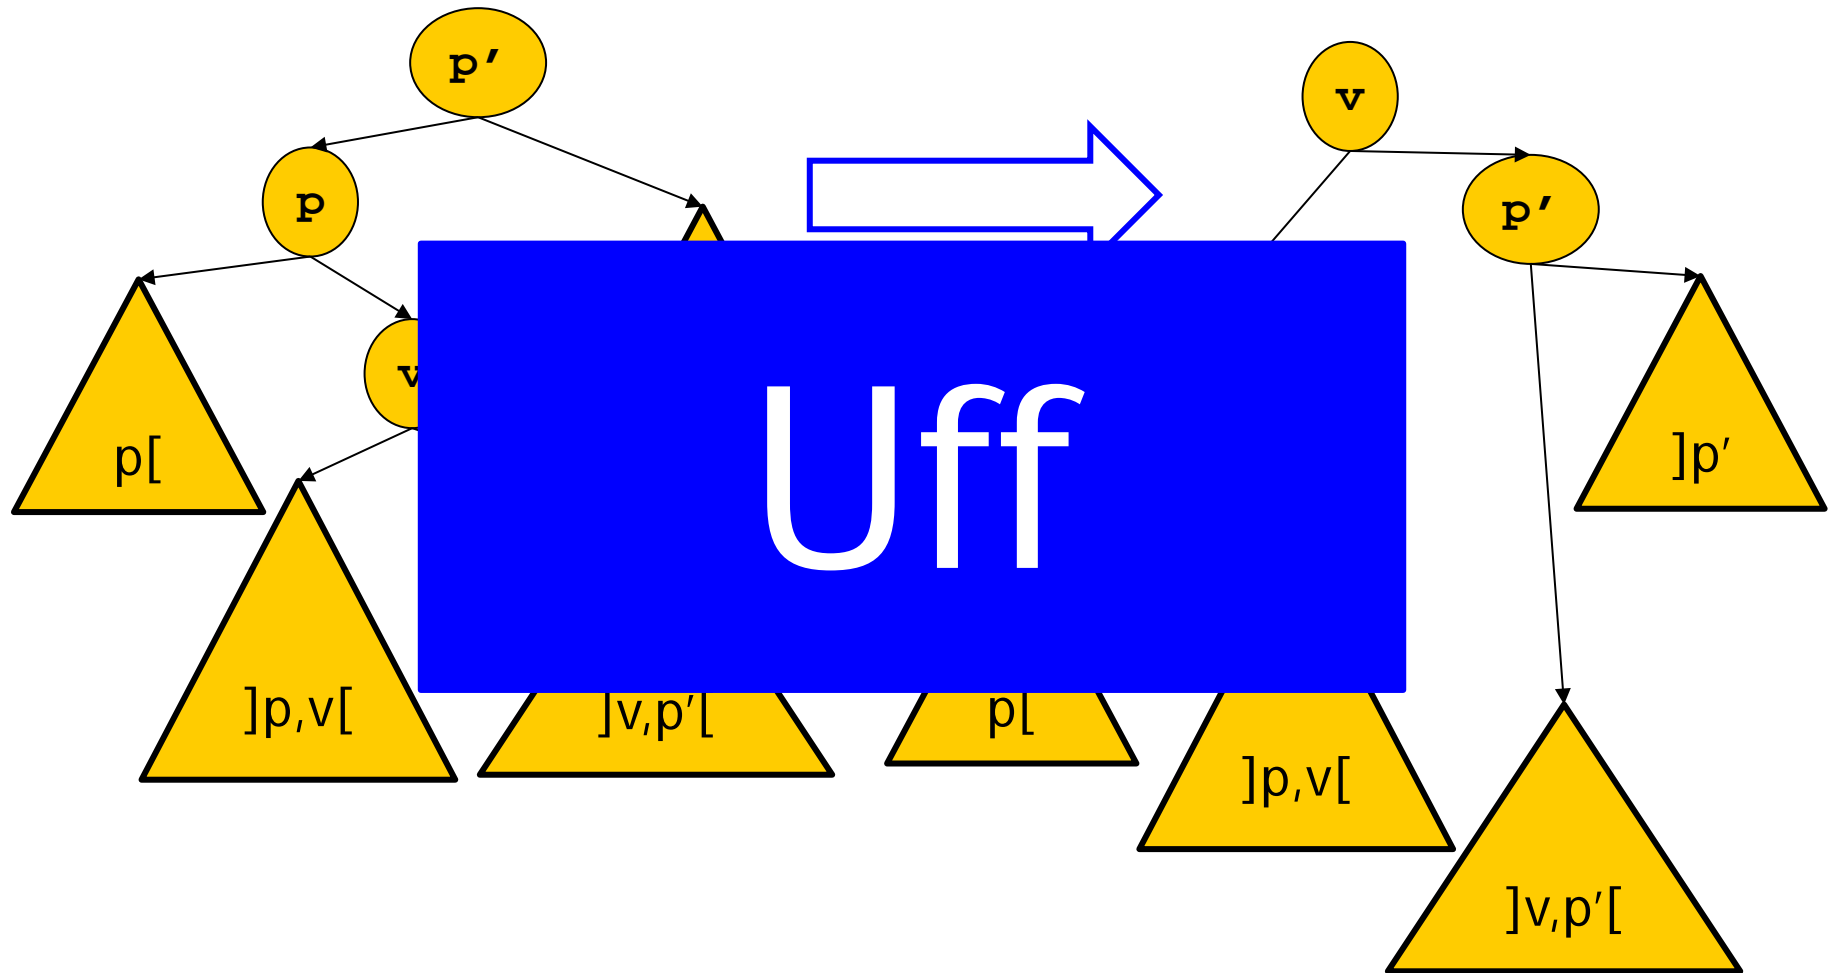 p′
v
p
p′
v
p[
]p′
Uff
]p,v[
]v,p′[
p[
]p,v[
]v,p′[